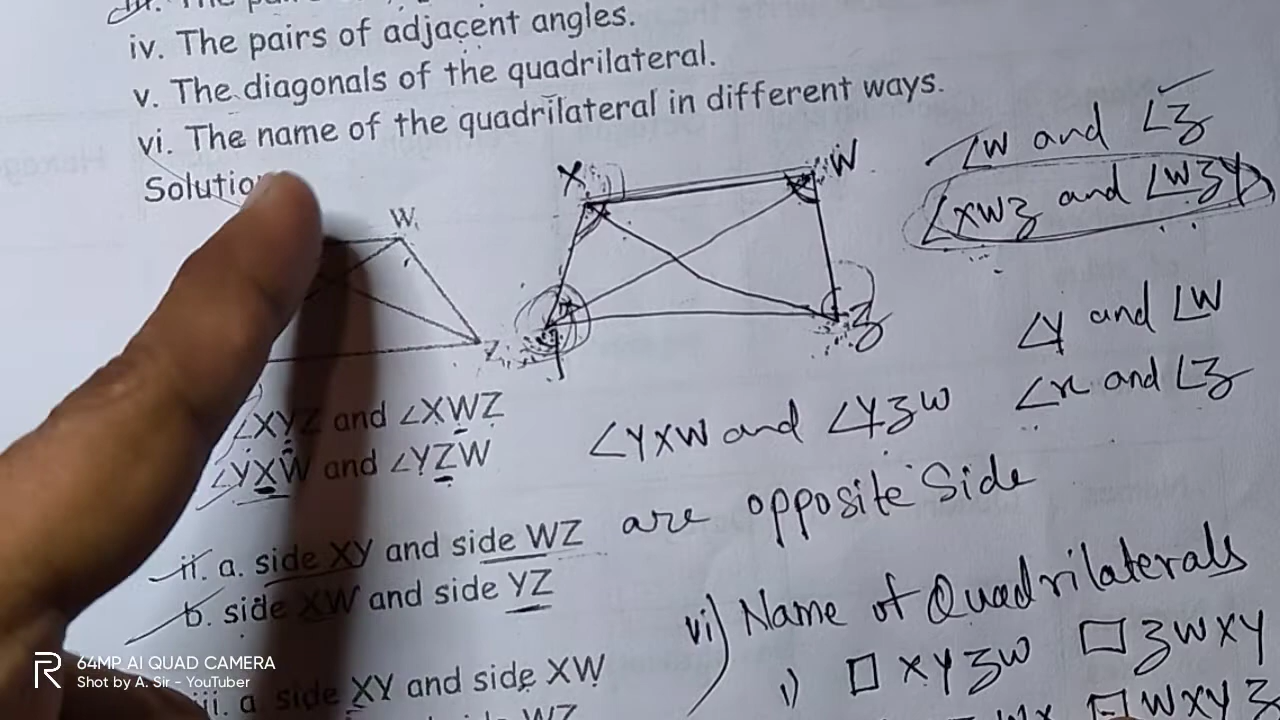 iv. The pairs of adjacent angles.
v. The diagonals of the quadrilateral.
vi. The name of the quadrilateral in different ways.
∠W and ∠Z
Solutio
X W
∠XWZ and ∠WZY
W
Z
Z
Y
∠Y and ∠W
∠x and ∠Z
∠XYZ and ∠XWZ
∠YXW and ∠YZW
∠YXW and ∠YZW
ii. a. side XY and side WZ are opposite Side
b. side XW and side YZ
vi) Name of Quadrilaterals
i) □ XYZW □ ZWXY
iii. a side XY and side XW
□ WXYZ
WZ
64MP AI QUAD CAMERA
Shot by A. Sir - YouTuber